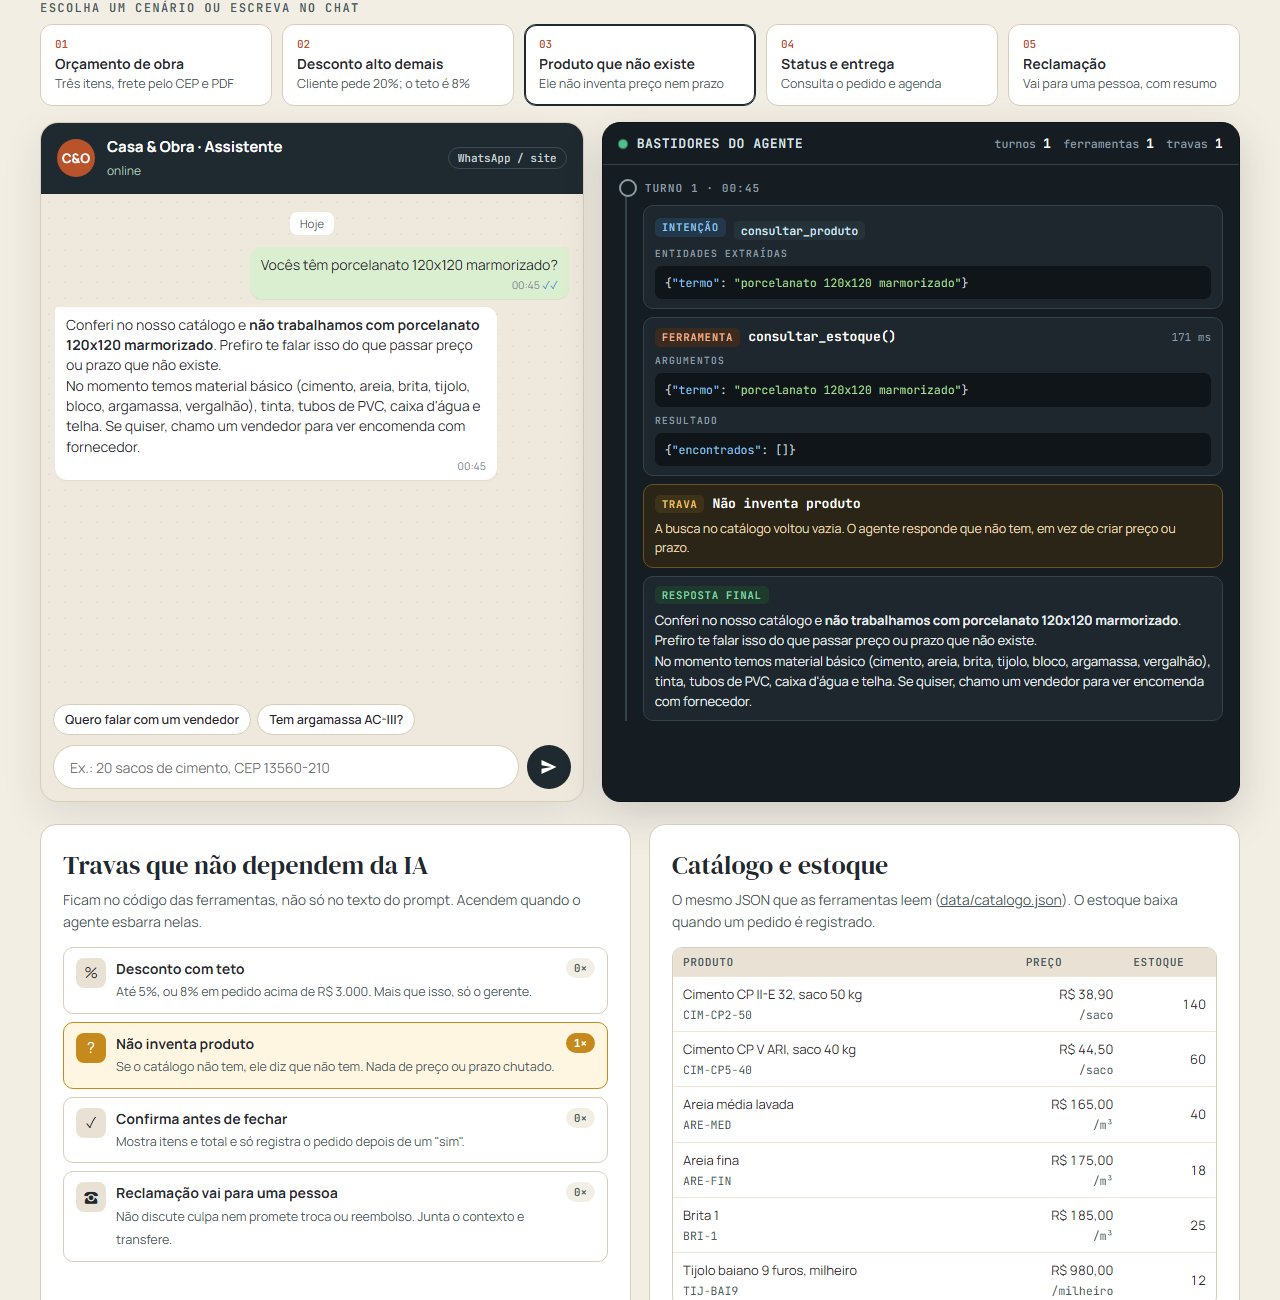 ESCOLHA UM CENÁRIO OU ESCREVA NO CHAT
01
Orçamento de obra
Três itens, frete pelo CEP e PDF
02
Desconto alto demais
Cliente pede 20%; o teto é 8%
03
Produto que não existe
Ele não inventa preço nem prazo
04
Status e entrega
Consulta o pedido e agenda
05
Reclamação
Vai para uma pessoa, com resumo
C&O
Casa & Obra · Assistente
online
WhatsApp / site
Hoje
Vocês têm porcelanato 120x120 marmorizado?
00:45 ✓✓
Conferi no nosso catálogo e não trabalhamos com porcelanato
120x120 marmorizado. Prefiro te falar isso do que passar preço
ou prazo que não existe.
No momento temos material básico (cimento, areia, brita, tijolo,
bloco, argamassa, vergalhão), tinta, tubos de PVC, caixa d'água e
telha. Se quiser, chamo um vendedor para ver encomenda com
fornecedor.
00:45
Quero falar com um vendedor
Tem argamassa AC-III?
Ex.: 20 sacos de cimento, CEP 13560-210
BASTIDORES DO AGENTE
turnos 1 ferramentas 1 travas 1
TURNO 1 · 00:45
INTENÇÃO consultar_produto
ENTIDADES EXTRAÍDAS
{"termo": "porcelanato 120x120 marmorizado"}
FERRAMENTA consultar_estoque() 171 ms
ARGUMENTOS
{"termo": "porcelanato 120x120 marmorizado"}
RESULTADO
{"encontrados": []}
TRAVA Não inventa produto
A busca no catálogo voltou vazia. O agente responde que não tem, em vez de criar preço ou
prazo.
RESPOSTA FINAL
Conferi no nosso catálogo e não trabalhamos com porcelanato 120x120 marmorizado.
Prefiro te falar isso do que passar preço ou prazo que não existe.
No momento temos material básico (cimento, areia, brita, tijolo, bloco, argamassa, vergalhão),
tinta, tubos de PVC, caixa d'água e telha. Se quiser, chamo um vendedor para ver encomenda
com fornecedor.
Travas que não dependem da IA
Ficam no código das ferramentas, não só no texto do prompt. Acendem quando o
agente esbarra nelas.
%
Desconto com teto
0×
Até 5%, ou 8% em pedido acima de R$ 3.000. Mais que isso, só o gerente.
?
Não inventa produto
1×
Se o catálogo não tem, ele diz que não tem. Nada de preço ou prazo chutado.
✓
Confirma antes de fechar
0×
Mostra itens e total e só registra o pedido depois de um "sim".
☎
Reclamação vai para uma pessoa
0×
Não discute culpa nem promete troca ou reembolso. Junta o contexto e
transfere.
Catálogo e estoque
O mesmo JSON que as ferramentas leem (data/catalogo.json). O estoque baixa
quando um pedido é registrado.
PRODUTO PREÇO ESTOQUE
Cimento CP II-E 32, saco 50 kg R$ 38,90 140
CIM-CP2-50 /saco
Cimento CP V ARI, saco 40 kg R$ 44,50 60
CIM-CP5-40 /saco
Areia média lavada R$ 165,00 40
ARE-MED /m³
Areia fina R$ 175,00 18
ARE-FIN /m³
Brita 1 R$ 185,00 25
BRI-1 /m³
Tijolo baiano 9 furos, milheiro R$ 980,00 12
TIJ-BAI9 /milheiro